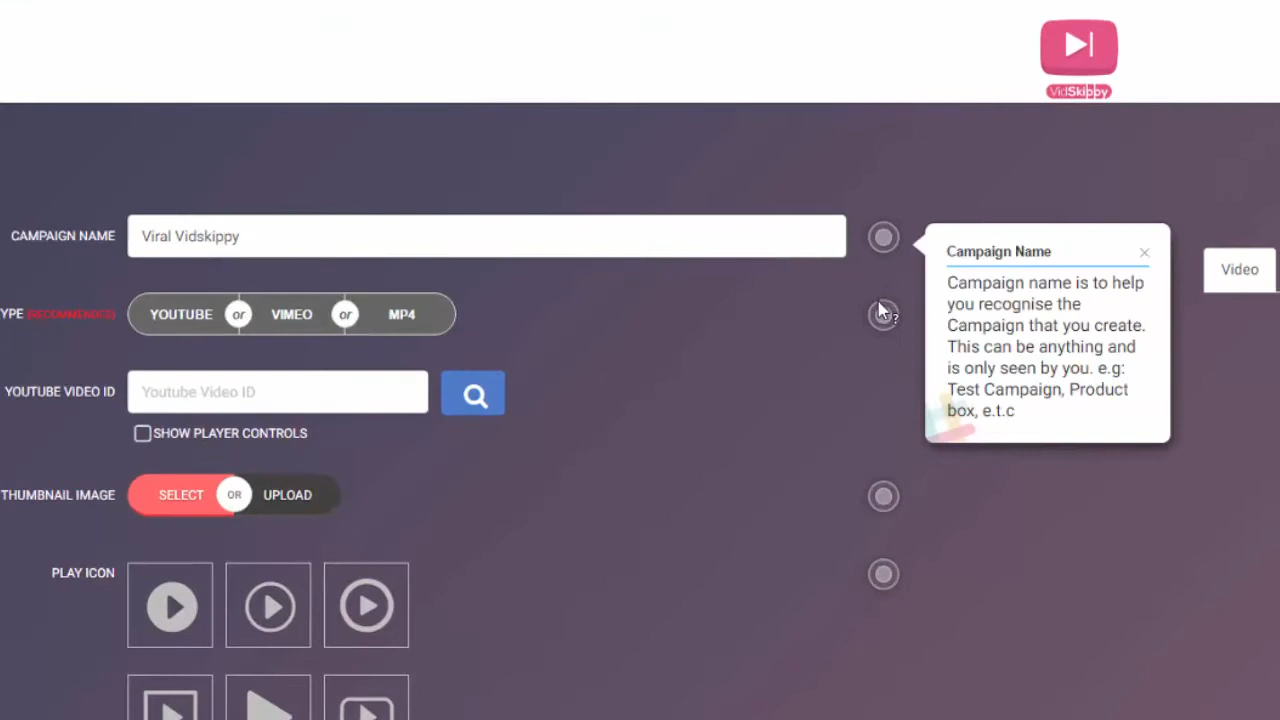 VidSkippy
CAMPAIGN NAME
Viral Vidskippy
Campaign Name
Campaign name is to help
you recognise the
Campaign that you create.
This can be anything and
is only seen by you. e.g:
Test Campaign, Product
box, e.t.c
Video
YPE (RECOMMENDED)
YOUTUBE or VIMEO or MP4
?
YOUTUBE VIDEO ID
Youtube Video ID
SHOW PLAYER CONTROLS
THUMBNAIL IMAGE
SELECT OR UPLOAD
PLAY ICON